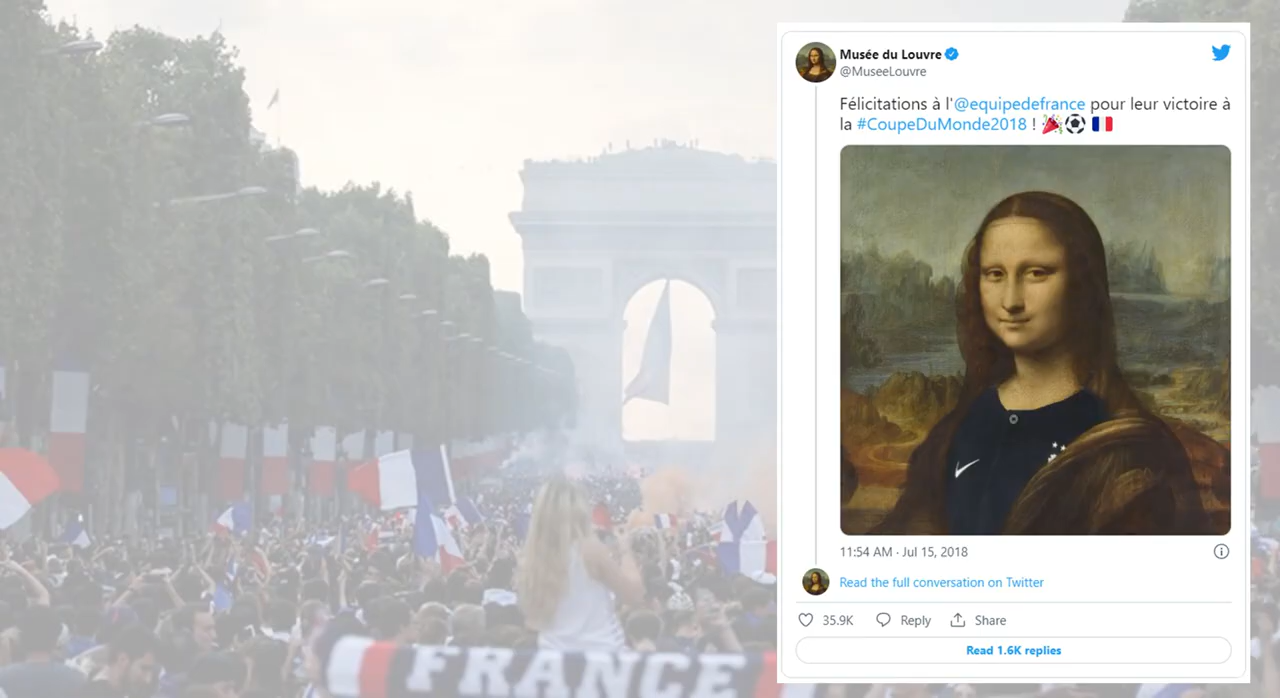 Musée du Louvre
@MuseeLouvre
Félicitations à l'@equipedefrance pour leur victoire à
la #CoupeDuMonde2018 ! 🎉⚽🇫🇷
11:54 AM · Jul 15, 2018
Read the full conversation on Twitter
35.9K Reply Share
Read 1.6K replies
FRANCE